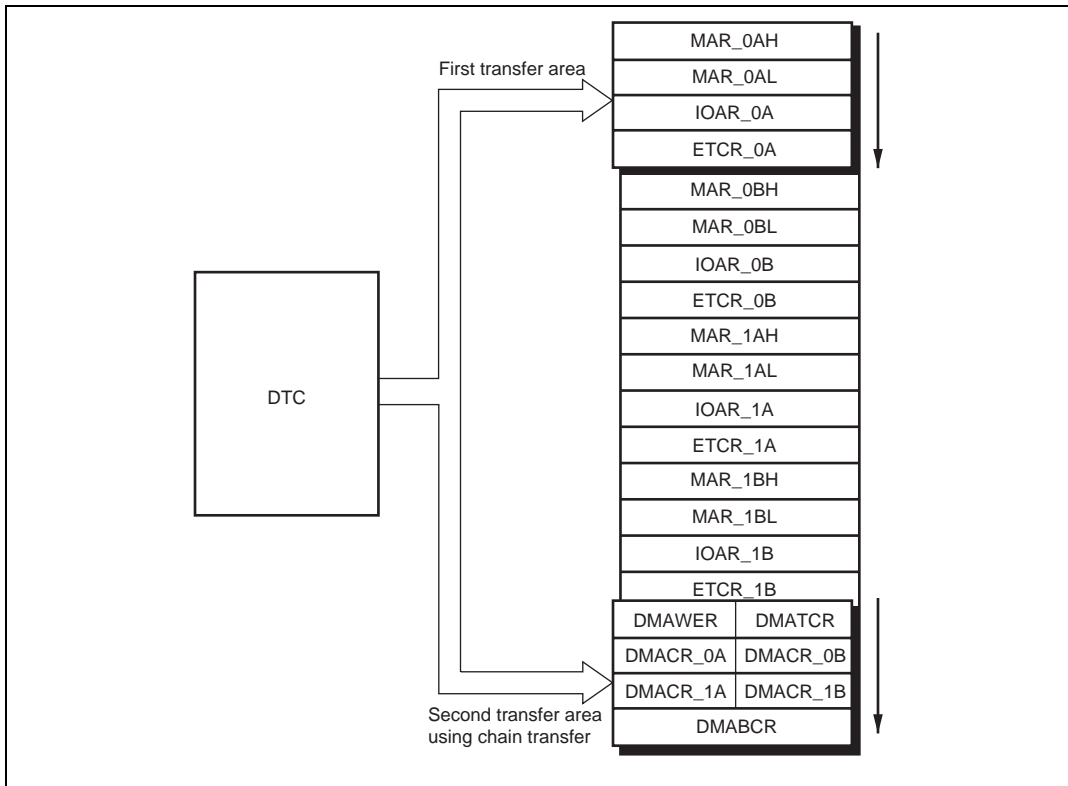 MAR_0AH
First transfer area
MAR_0AL
IOAR_0A
ETCR_0A
MAR_0BH
MAR_0BL
IOAR_0B
ETCR_0B
MAR_1AH
MAR_1AL
DTC
IOAR_1A
ETCR_1A
MAR_1BH
MAR_1BL
IOAR_1B
ETCR_1B
DMAWER DMATCR
DMACR_0A DMACR_0B
DMACR_1A DMACR_1B
Second transfer area
using chain transfer
DMABCR